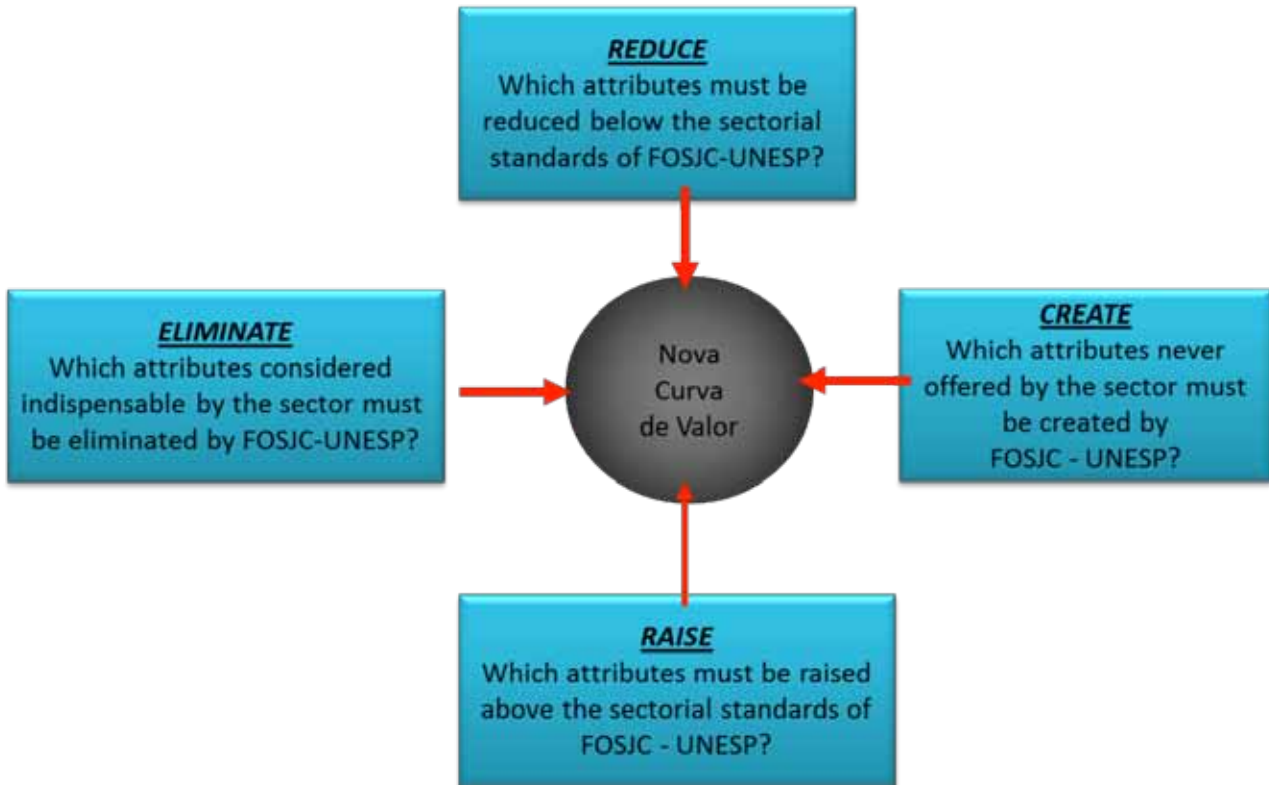 REDUCE
Which attributes must be
reduced below the sectorial
standards of FOSJC-UNESP?
ELIMINATE
Which attributes considered
indispensable by the sector must
be eliminated by FOSJC-UNESP?
Nova
Curva
de Valor
CREATE
Which attributes never
offered by the sector must
be created by
FOSJC - UNESP?
RAISE
Which attributes must be raised
above the sectorial standards of
FOSJC - UNESP?